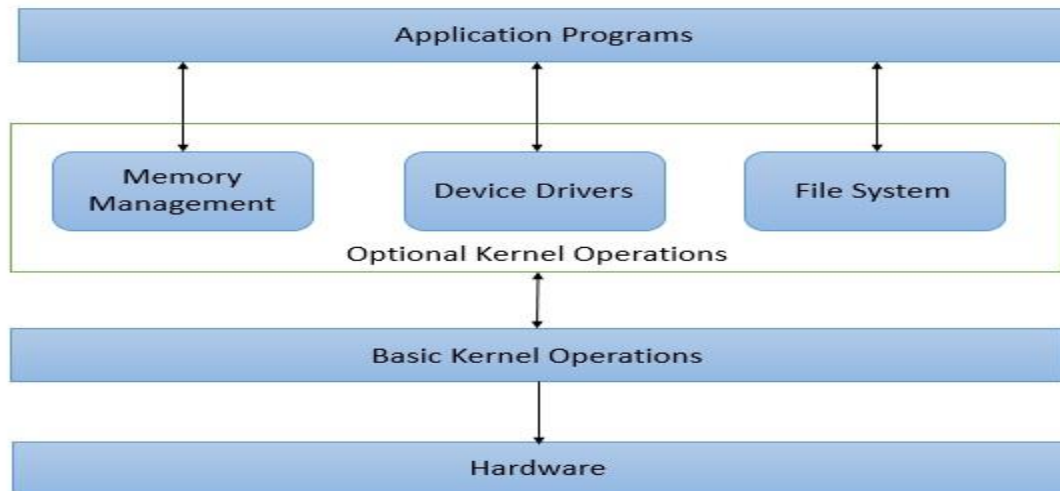 Application Programs
Memory
Management
Device Drivers
File System
Optional Kernel Operations
Basic Kernel Operations
Hardware